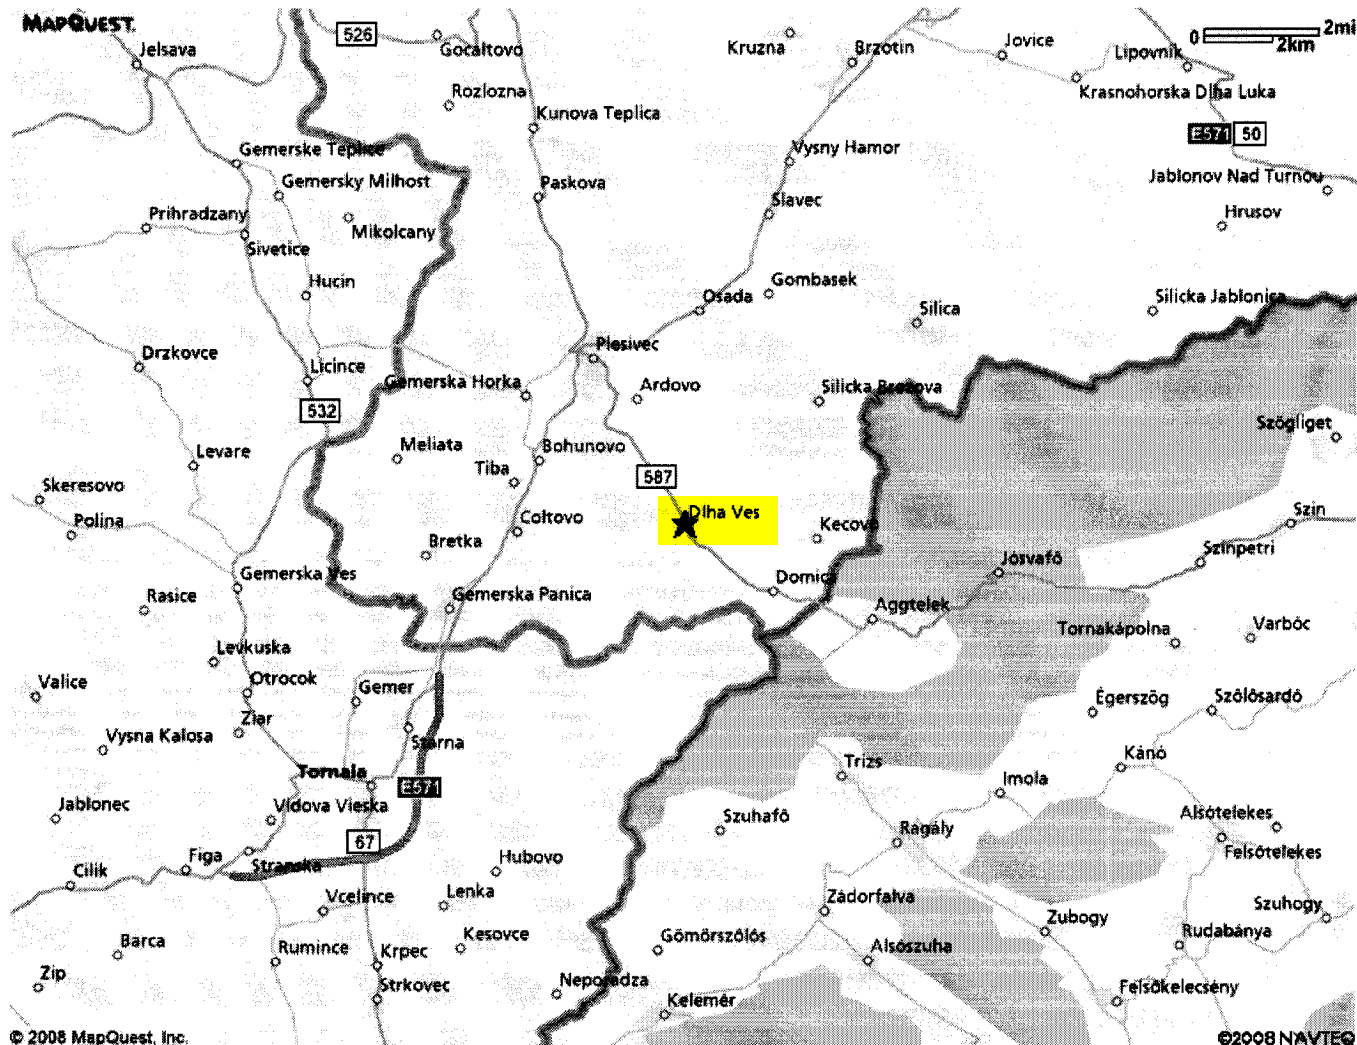 MAPQUEST.
526
Gocaltovo
Kruzna
Brzotin
Jovice
Lipovnik
0
2mi
2km
Jelsava
Rozlozna
Kunova Teplica
Krasnohorska Dlha Luka
E571
50
Gemerske Teplice
Vysny Hamor
Gemersky Milhost
Paskova
Jablonov Nad Turnou
Prihradzany
Mikolcany
Slavec
Hrusov
Sivetice
Hucin
Gombasek
Osada
Silica
Silicka Jablonica
Drzkovce
Licince
Plesivec
Gemerska Horka
Ardovo
Silicka Brezova
532
Szögliget
Levare
Meliata
Bohunovo
Tiba
587
Skeresovo
Polina
Coltovo
Dlha Ves
Kecovo
Szin
Bretka
Szinpetri
Jósvafő
Gemerska Ves
Domica
Rasice
Gemerska Panica
Aggtelek
Tornakápolna
Varbóc
Levkuska
Valice
Otrocok
Gemer
Égerszög
Szőlősardó
Ziar
Vysna Kalosa
Starna
Tornala
Trizs
Kánó
E571
Imola
Jablonec
Vidova Vieska
Szuhafő
Ragály
Alsótelekes
67
Felsőtelekes
Figa
Stranska
Hubovo
Cilik
Vcelince
Lenka
Zádorfalva
Zubogy
Szuhogy
Barca
Rumince
Krpec
Kesovce
Gömörszőlős
Alsószuha
Rudabánya
Zip
Strkovec
Neporadza
Kelemér
Felsőkelecsény
© 2008 MapQuest, Inc.
©2008 NAVTEQ